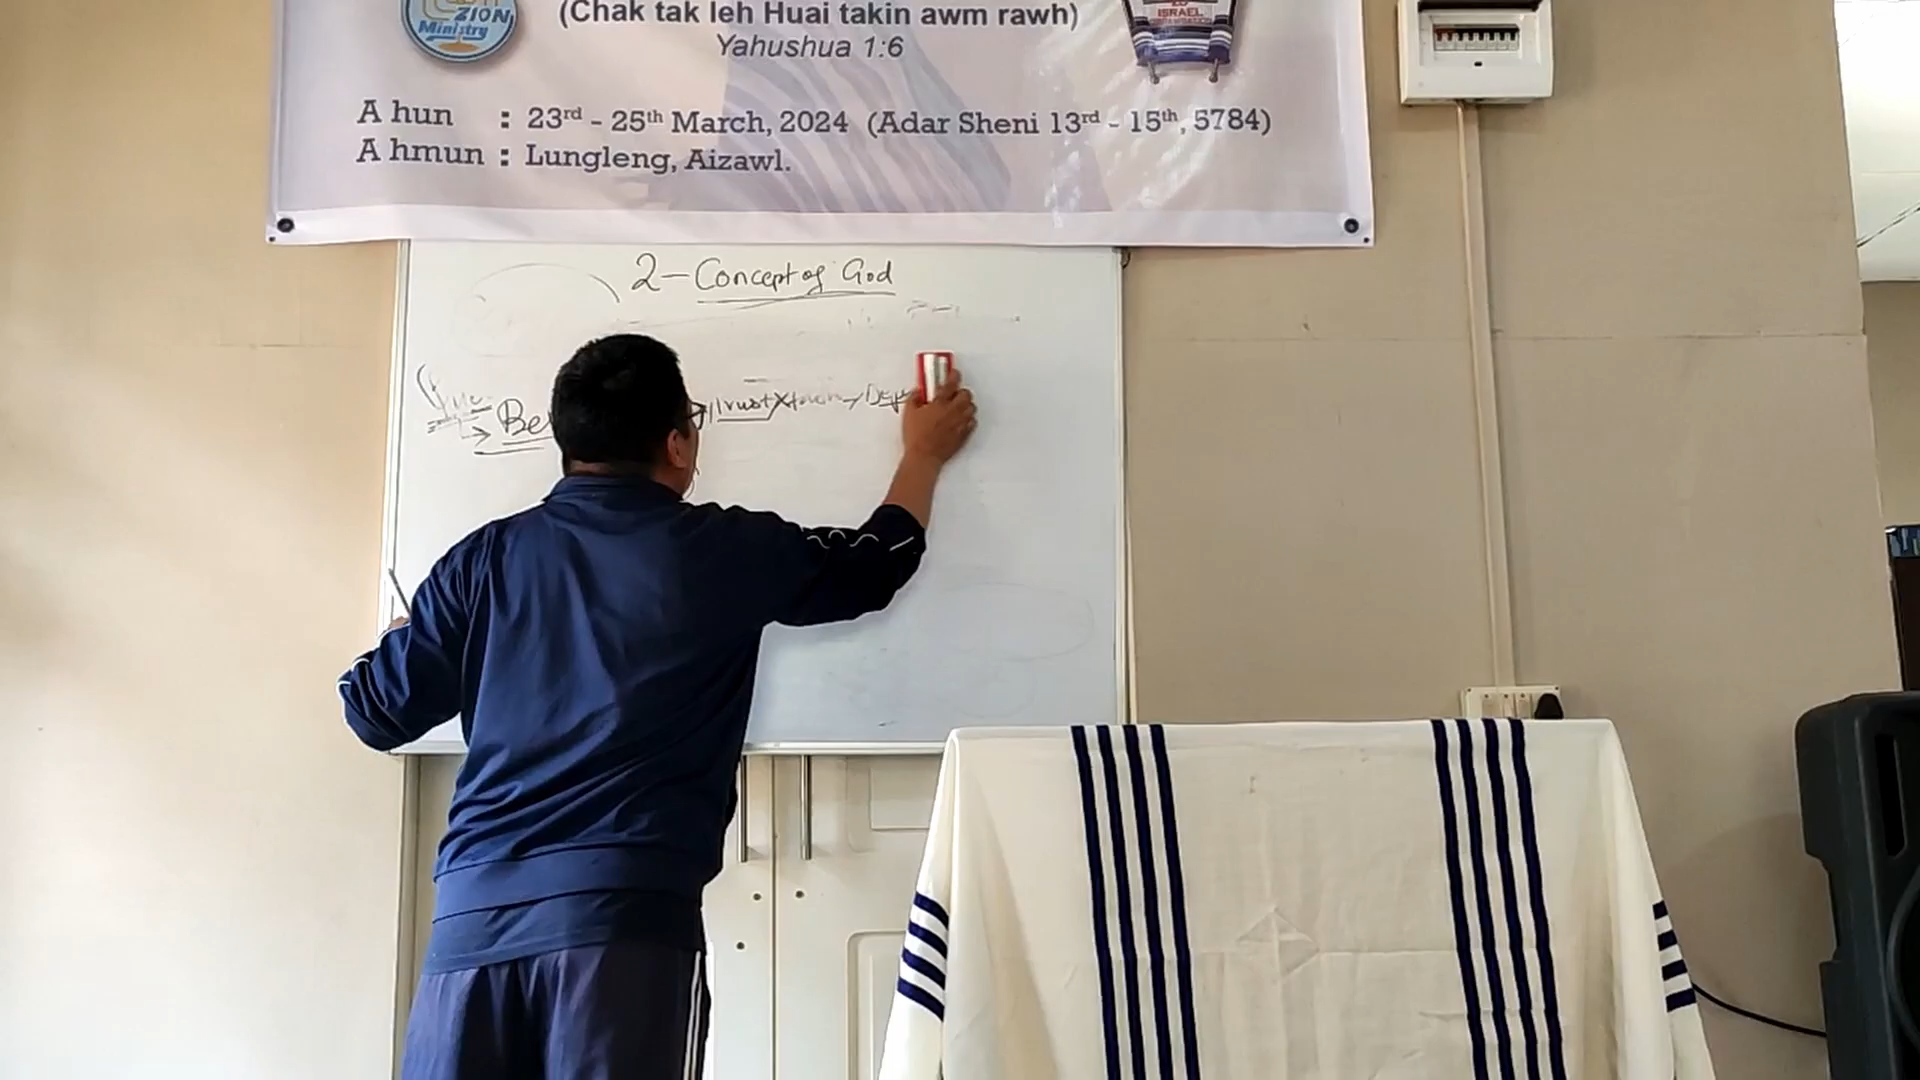 ZION
Ministry
(Chak tak leh Huai takin awm rawh)
Yahushua 1:6
ISRAEL
A hun : 23rd - 25th March, 2024 (Adar Sheni 13rd - 15th, 5784)
A hmun : Lungleng, Aizawl.
2 - Concept of God
Trust